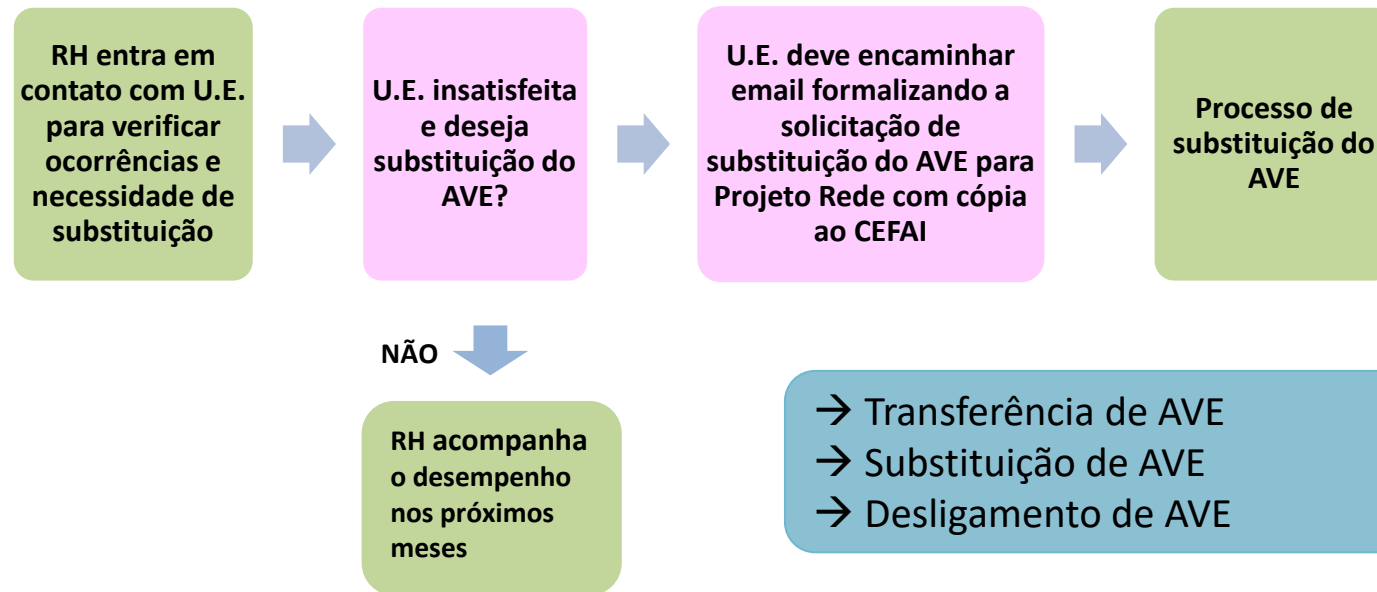 RH entra em
contato com U.E.
para verificar
ocorrências e
necessidade de
substituição
U.E. insatisfeita
e deseja
substituição do
AVE?
U.E. deve encaminhar
email formalizando a
solicitação de
substituição do AVE para
Projeto Rede com cópia
ao CEFAI
Processo de
substituição do
AVE
NÃO
RH acompanha
o desempenho
nos próximos
meses
→ Transferência de AVE
→ Substituição de AVE
→ Desligamento de AVE